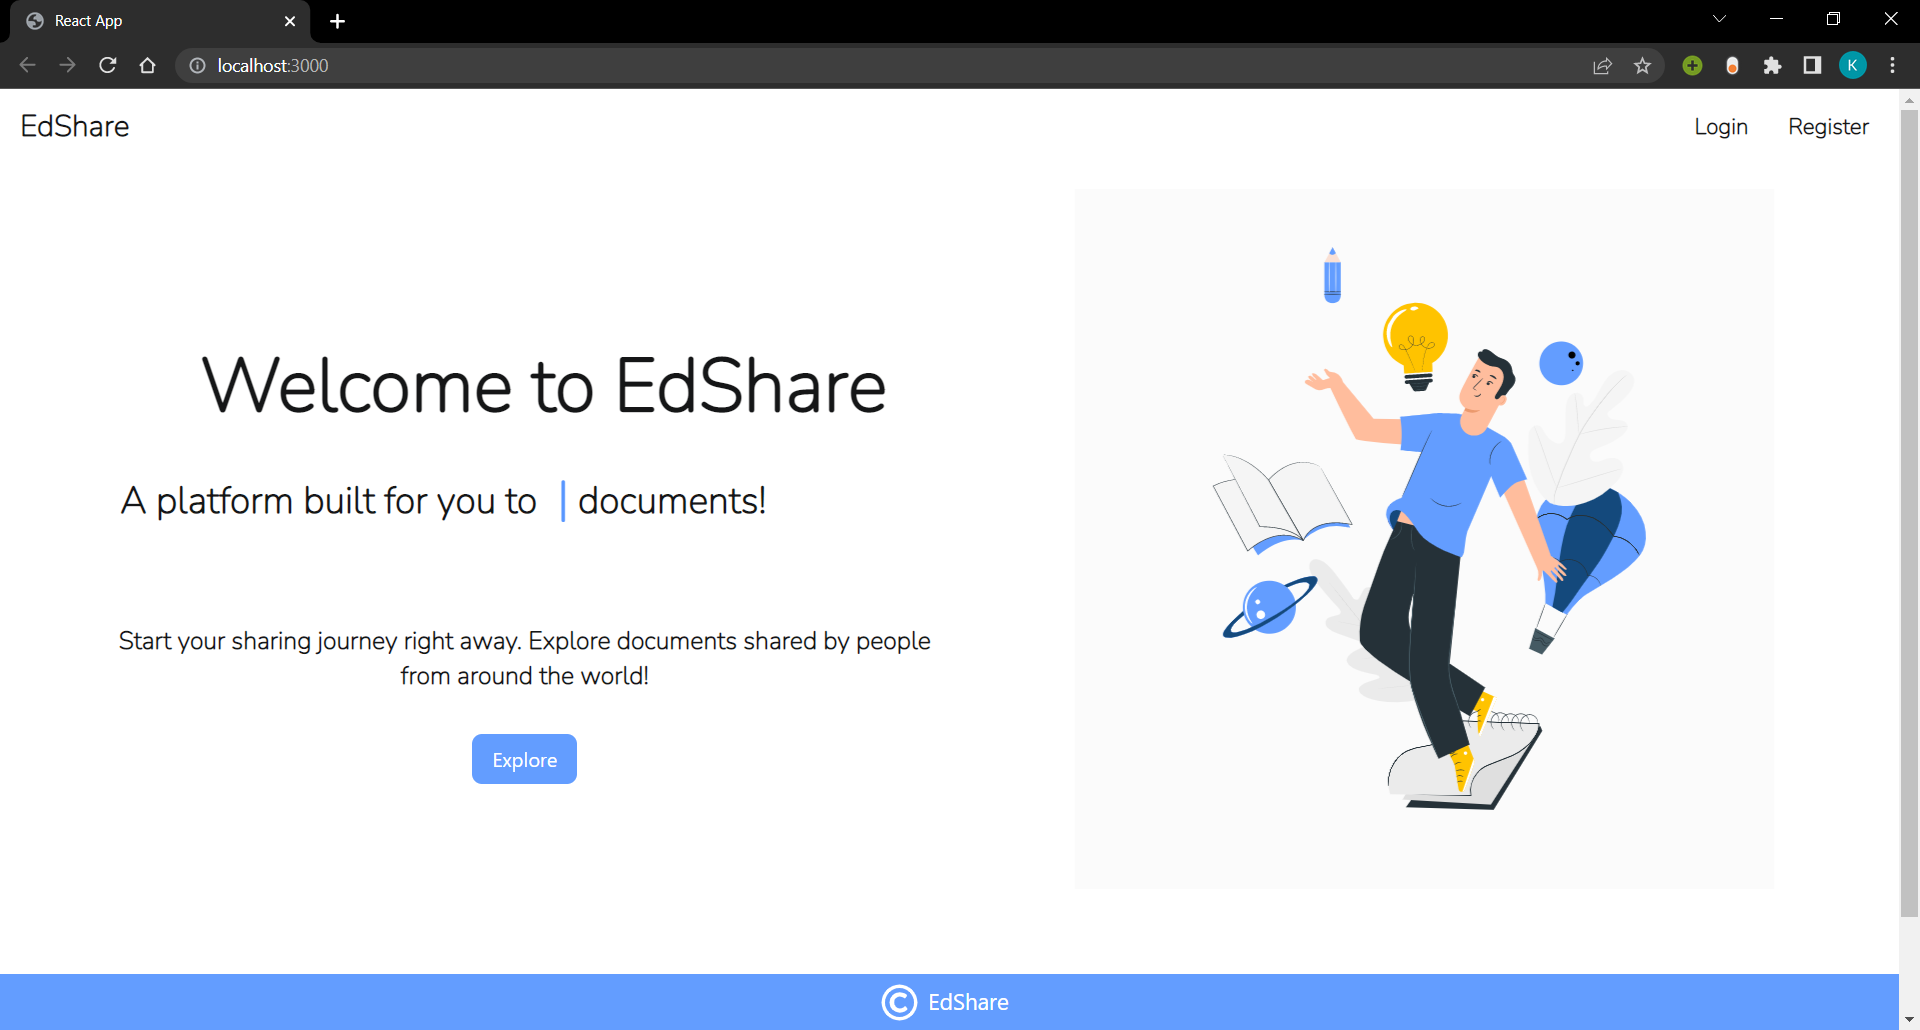 React App
localhost:3000
K
EdShare
Login Register
Welcome to EdShare
A platform built for you to | documents!
Start your sharing journey right away. Explore documents shared by people
from around the world!
Explore
© EdShare